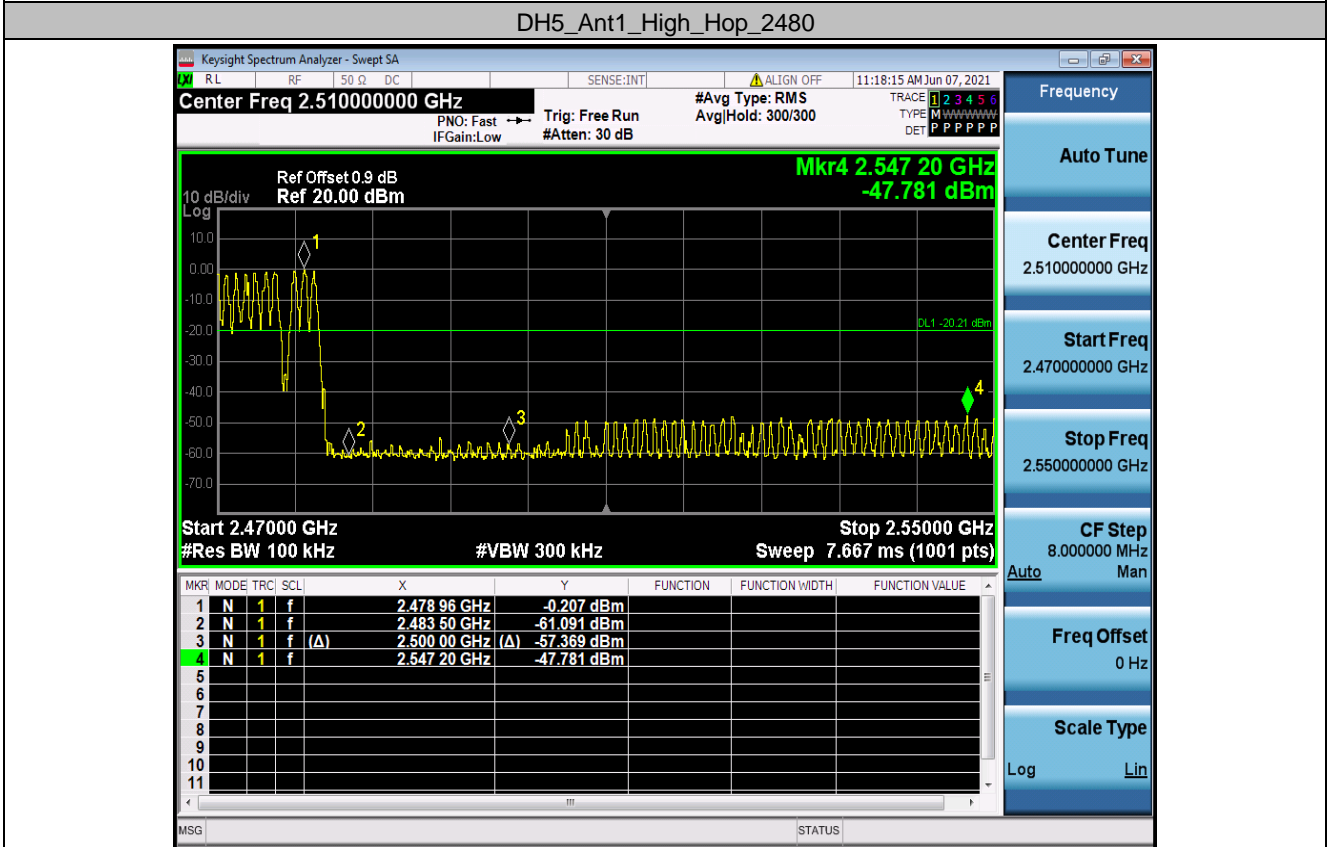 DH5_Ant1_High_Hop_2480
Keysight Spectrum Analyzer - Swept SA
LXI RL RF 50 Ω DC SENSE:INT ALIGN OFF 11:18:15 AM Jun 07, 2021
Center Freq 2.510000000 GHz
PNO: Fast
IFGain:Low
Trig: Free Run
#Atten: 30 dB
#Avg Type: RMS
Avg|Hold: 300/300
TRACE 1 2 3 4 5 6
TYPE M WWWWW
DET P P P P P P
Mkr4 2.547 20 GHz
-47.781 dBm
10 dB/div
Log
Ref Offset 0.9 dB
Ref 20.00 dBm
10.0
0.00
-10.0
-20.0
-30.0
-40.0
-50.0
-60.0
-70.0
1
2
3
4
DL1 -20.21 dBm
Start 2.47000 GHz
Stop 2.55000 GHz
#Res BW 100 kHz
#VBW 300 kHz
Sweep 7.667 ms (1001 pts)
MKR MODE TRC SCL X Y FUNCTION FUNCTION WIDTH FUNCTION VALUE
1 N 1 f 2.478 96 GHz -0.207 dBm
2 N 1 f 2.483 50 GHz -61.091 dBm
3 N 1 f (Δ) 2.500 00 GHz (Δ) -57.369 dBm
4 N 1 f 2.547 20 GHz -47.781 dBm
5
6
7
8
9
10
11
MSG
STATUS
Frequency
Auto Tune
Center Freq
2.510000000 GHz
Start Freq
2.470000000 GHz
Stop Freq
2.550000000 GHz
CF Step
8.000000 MHz
Auto Man
Freq Offset
0 Hz
Scale Type
Log Lin